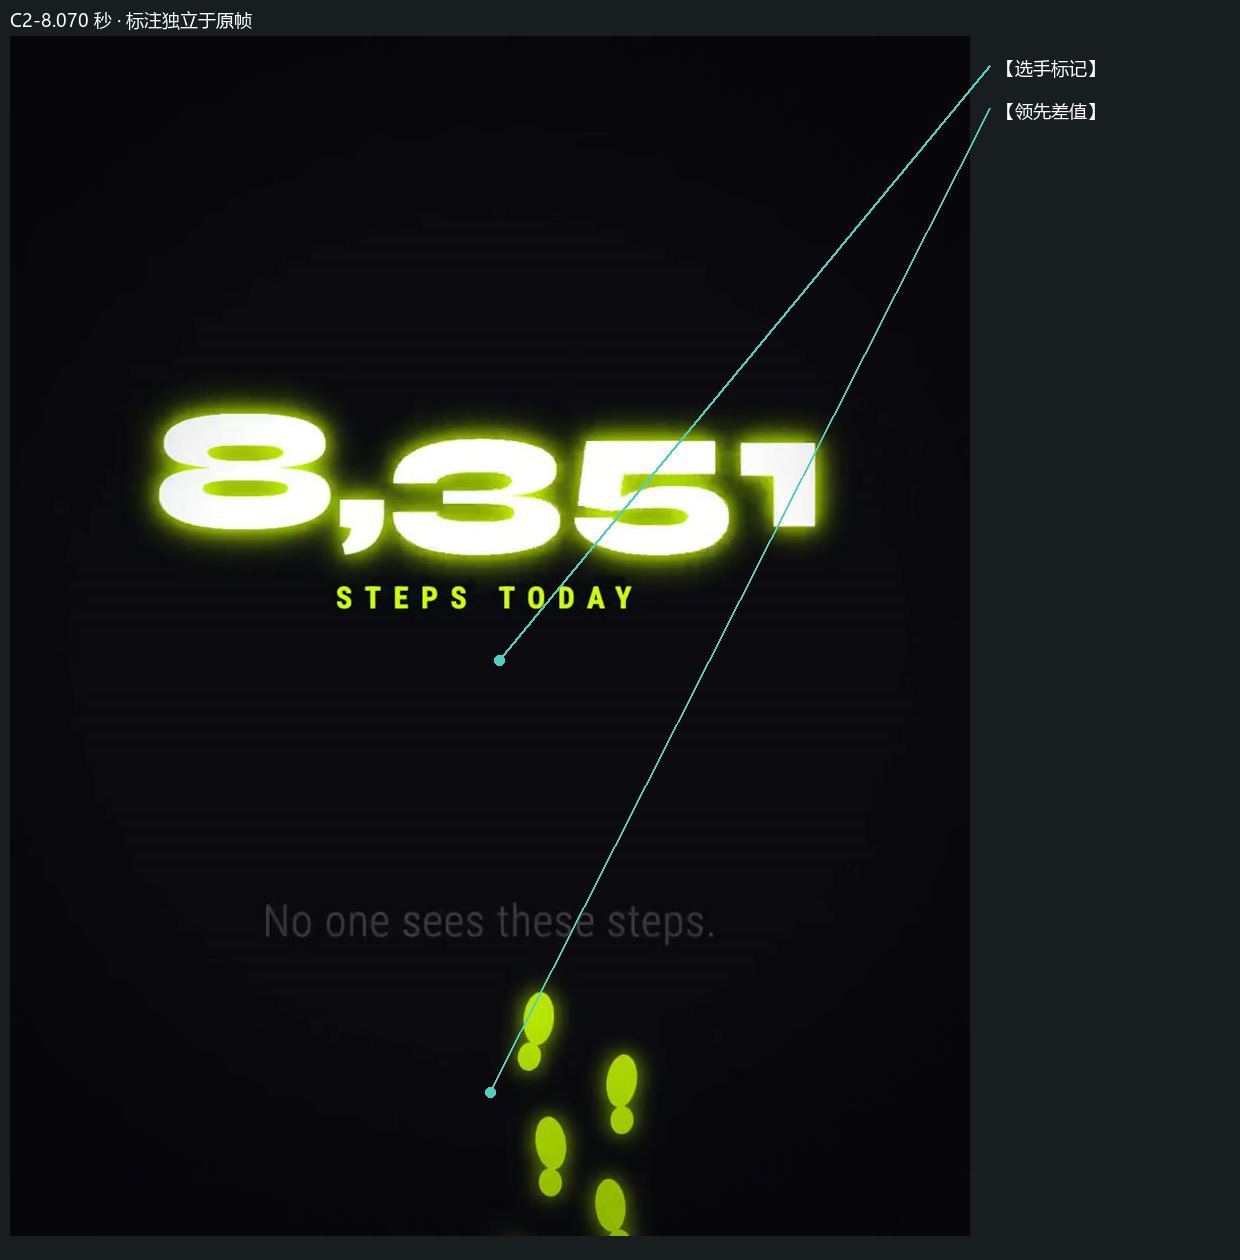 C2-8.070 秒 · 标注独立于原帧
【选手标记】
【领先差值】
8,351
STEPS TODAY
No one sees these steps.